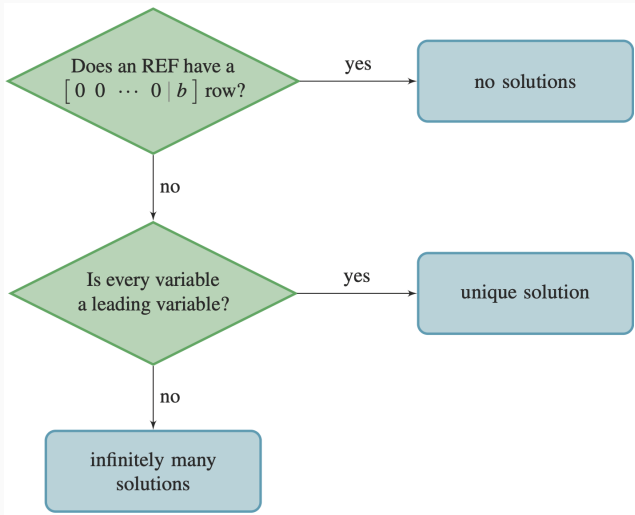 Does an REF have a
[0 0 ⋯ 0 | b] row?
yes
no solutions
no
Is every variable
a leading variable?
yes
unique solution
no
infinitely many
solutions